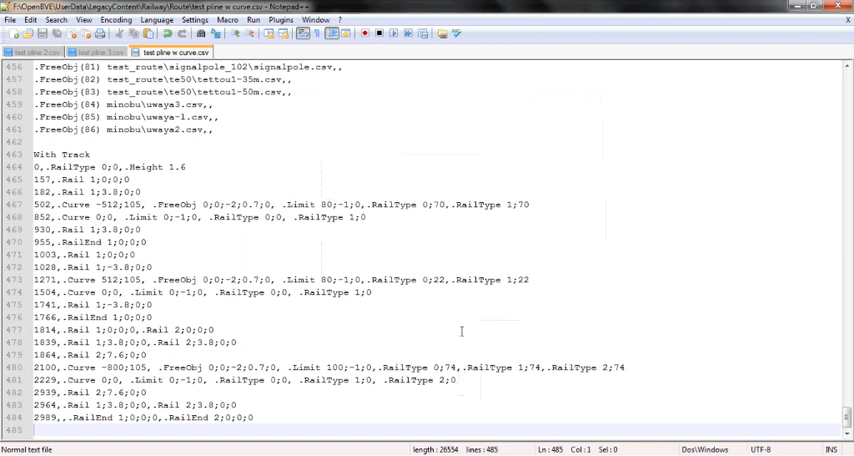 F:\OpenBVE\UserData\LegacyContent\Railway\Route\test pline w curve.csv - Notepad++
File Edit Search View Encoding Language Settings Macro Run Plugins Window ? X
test pline 2.csv test pline 3.csv test pline w curve.csv
456 .FreeObj(81) test_route\signalpole_102\signalpole.csv,,
457 .FreeObj(82) test_route\te50\tettou1-35m.csv,,
458 .FreeObj(83) test_route\te50\tettou1-50m.csv,,
459 .FreeObj(84) minobu\uwaya3.csv,,
460 .FreeObj(85) minobu\uwaya-1.csv,,
461 .FreeObj(86) minobu\uwaya2.csv,,
462
463 With Track
464 0,.RailType 0;0,.Height 1.6
465 157,.Rail 1;0;0;0
466 182,.Rail 1;3.8;0;0
467 502,.Curve -512;105, .FreeObj 0;0;-2;0.7;0, .Limit 80;-1;0,.RailType 0;70,.RailType 1;70
468 852,.Curve 0;0, .Limit 0;-1;0, .RailType 0;0, .RailType 1;0
469 930,.Rail 1;3.8;0;0
470 955,.RailEnd 1;0;0;0
471 1003,.Rail 1;0;0;0
472 1028,.Rail 1;-3.8;0;0
473 1271,.Curve 512;105, .FreeObj 0;0;-2;0.7;0, .Limit 80;-1;0,.RailType 0;22,.RailType 1;22
474 1504,.Curve 0;0, .Limit 0;-1;0, .RailType 0;0, .RailType 1;0
475 1741,.Rail 1;-3.8;0;0
476 1766,.RailEnd 1;0;0;0
477 1814,.Rail 1;0;0;0,.Rail 2;0;0;0
478 1839,.Rail 1;3.8;0;0,.Rail 2;3.8;0;0
479 1864,.Rail 2;7.6;0;0
480 2100,.Curve -800;105, .FreeObj 0;0;-2;0.7;0, .Limit 100;-1;0,.RailType 0;74,.RailType 1;74,.RailType 2;74
481 2229,.Curve 0;0, .Limit 0;-1;0, .RailType 0;0, .RailType 1;0, .RailType 2;0
482 2939,.Rail 2;7.6;0;0
483 2964,.Rail 1;3.8;0;0,.Rail 2;3.8;0;0
484 2989,,.RailEnd 1;0;0;0,.RailEnd 2;0;0;0
485
Normal text file length : 26554 lines : 485 Ln : 485 Col : 1 Sel : 0 Dos\Windows UTF-8 INS